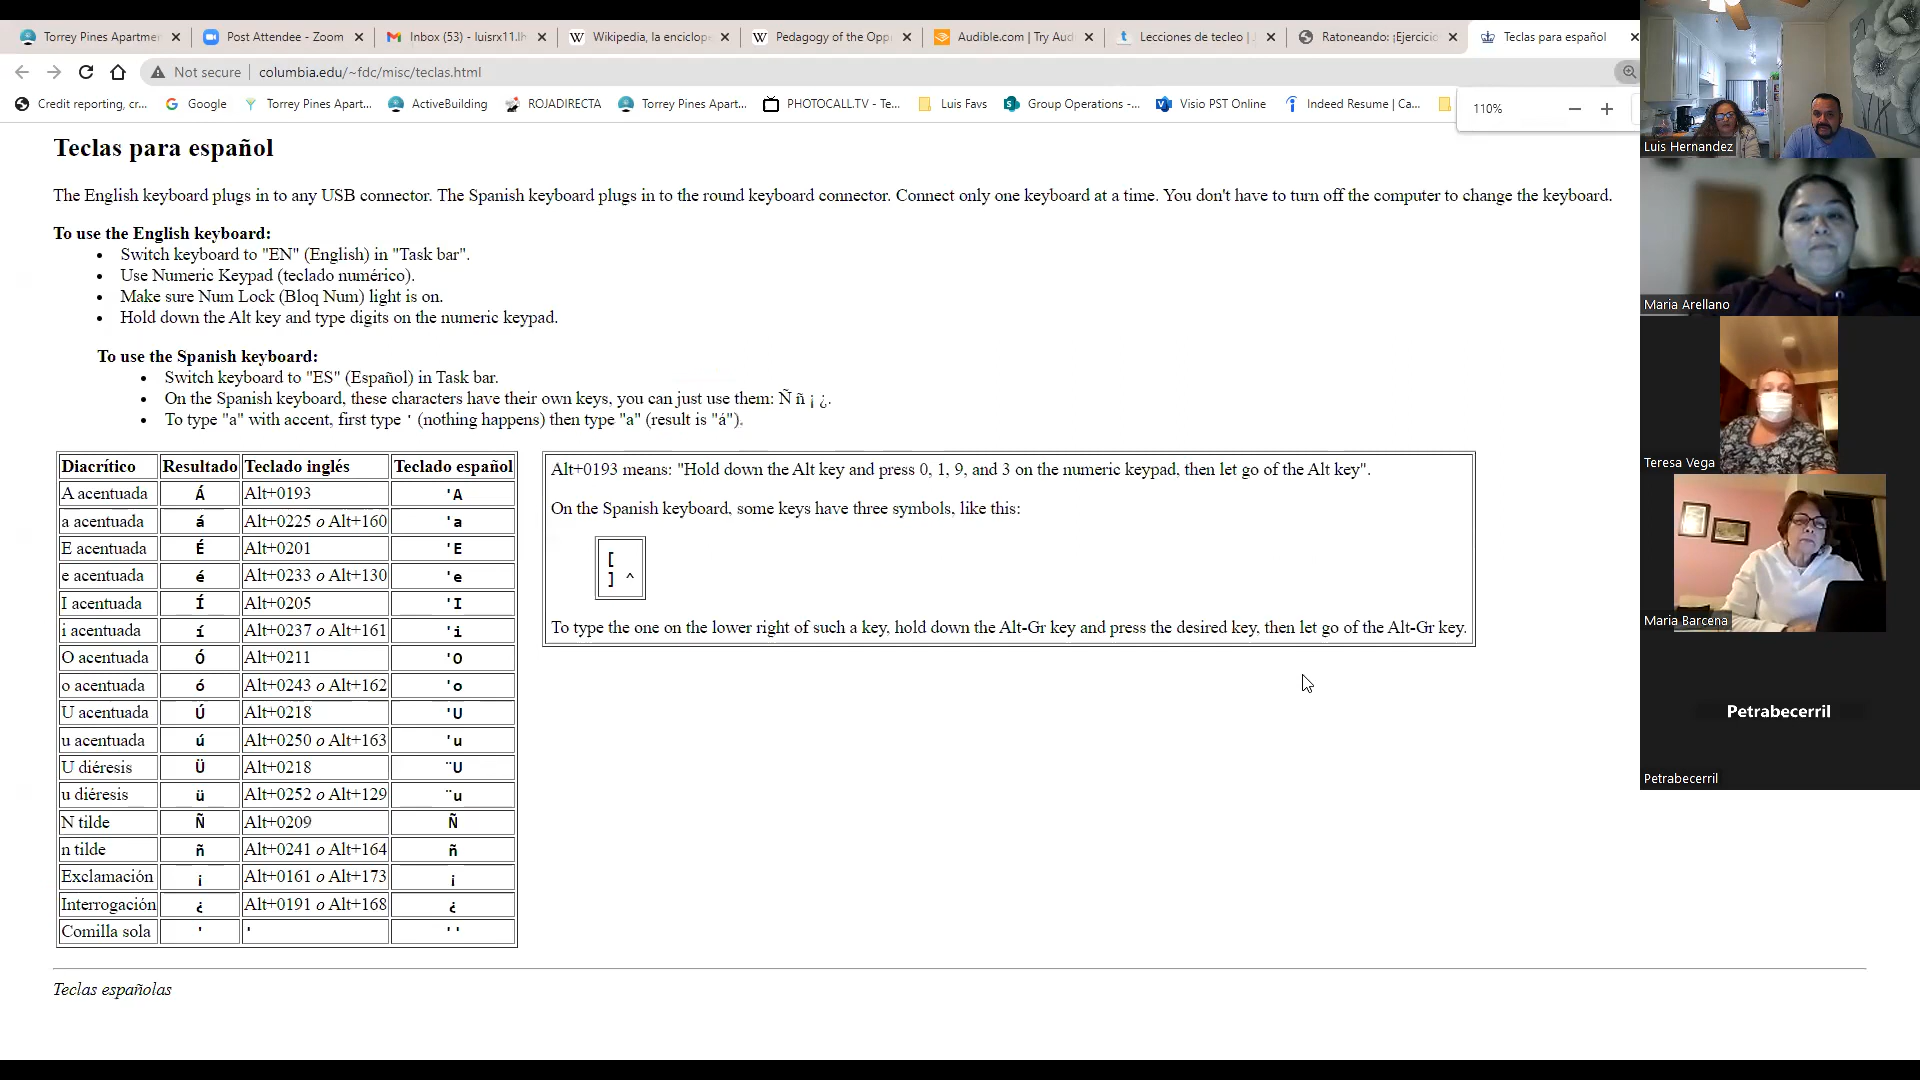 Torrey Pines Apartmer
Post Attendee - Zoom
Inbox (53) - luisrx11.lh
Wikipedia, la enciclope
Pedagogy of the Opp
Audible.com | Try Aud
Lecciones de tecleo |
Ratoneando: ¡Ejercicio
Teclas para español
Not secure
columbia.edu/~fdc/misc/teclas.html
Credit reporting, cr...
Google
Torrey Pines Apart...
ActiveBuilding
ROJADIRECTA
Torrey Pines Apart...
PHOTOCALL.TV - Te...
Luis Favs
Group Operations -...
Visio PST Online
Indeed Resume | Ca...
110%
Teclas para español
The English keyboard plugs in to any USB connector. The Spanish keyboard plugs in to the round keyboard connector. Connect only one keyboard at a time. You don't have to turn off the computer to change the keyboard.
To use the English keyboard:
• Switch keyboard to "EN" (English) in "Task bar".
• Use Numeric Keypad (teclado numérico).
• Make sure Num Lock (Bloq Num) light is on.
• Hold down the Alt key and type digits on the numeric keypad.
To use the Spanish keyboard:
• Switch keyboard to "ES" (Español) in Task bar.
• On the Spanish keyboard, these characters have their own keys, you can just use them: Ñ ñ ¡ ¿.
• To type "a" with accent, first type ' (nothing happens) then type "a" (result is "á").
Diacrítico Resultado Teclado inglés Teclado español
A acentuada Á Alt+0193 'A
a acentuada á Alt+0225 o Alt+160 'a
E acentuada É Alt+0201 'E
e acentuada é Alt+0233 o Alt+130 'e
I acentuada Í Alt+0205 'I
i acentuada í Alt+0237 o Alt+161 'i
O acentuada Ó Alt+0211 'O
o acentuada ó Alt+0243 o Alt+162 'o
U acentuada Ú Alt+0218 'U
u acentuada ú Alt+0250 o Alt+163 'u
U diéresis Ü Alt+0218 ¨U
u diéresis ü Alt+0252 o Alt+129 ¨u
N tilde Ñ Alt+0209 Ñ
n tilde ñ Alt+0241 o Alt+164 ñ
Exclamación ¡ Alt+0161 o Alt+173 ¡
Interrogación ¿ Alt+0191 o Alt+168 ¿
Comilla sola ' ' ''
Alt+0193 means: "Hold down the Alt key and press 0, 1, 9, and 3 on the numeric keypad, then let go of the Alt key".
On the Spanish keyboard, some keys have three symbols, like this:
[
] ^
To type the one on the lower right of such a key, hold down the Alt-Gr key and press the desired key, then let go of the Alt-Gr key.
Teclas españolas
Luis Hernandez
Maria Arellano
Teresa Vega
Maria Barcena
Petrabecerril
Petrabecerril